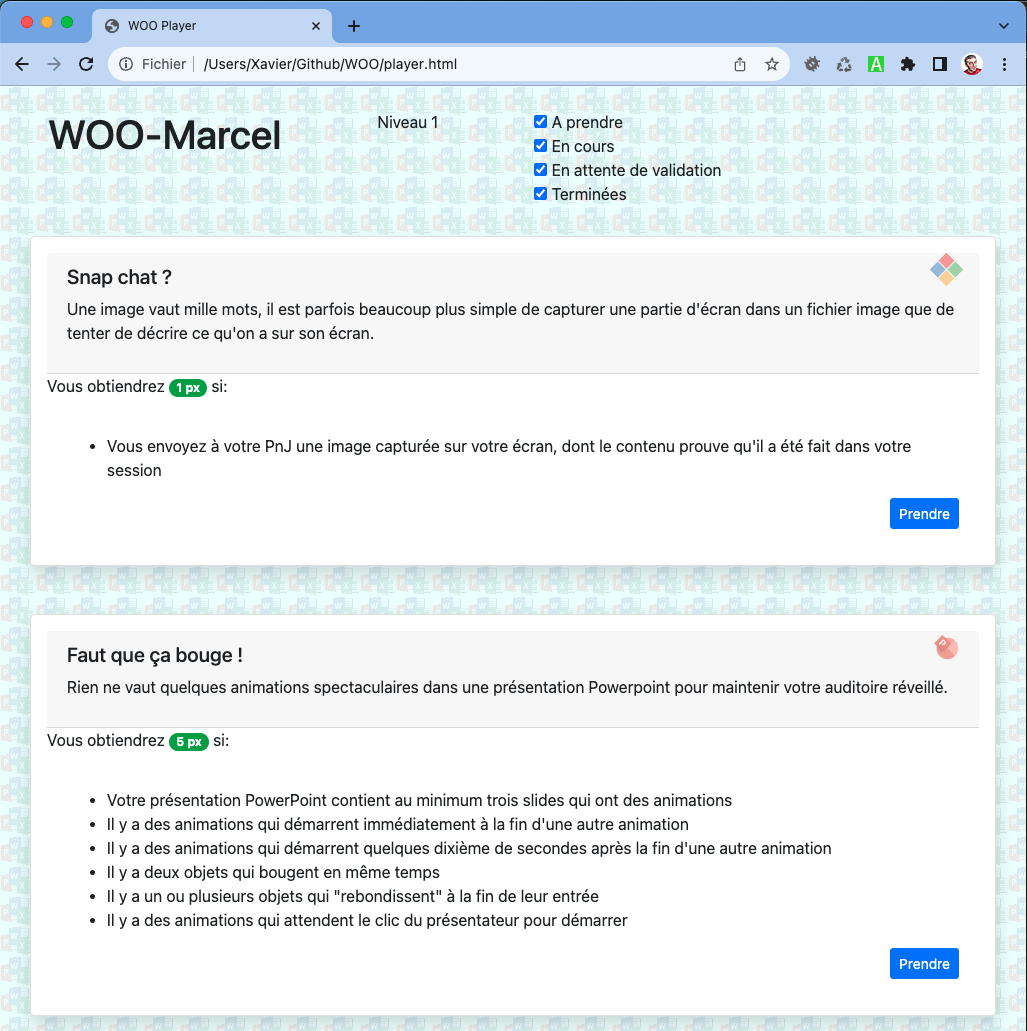 WOO Player
Fichier /Users/Xavier/Github/WOO/player.html
A
WOO-Marcel
Niveau 1
A prendre
En cours
En attente de validation
Terminées
Snap chat ?
Une image vaut mille mots, il est parfois beaucoup plus simple de capturer une partie d'écran dans un fichier image que de
tenter de décrire ce qu'on a sur son écran.
Vous obtiendrez 1 px si:
Vous envoyez à votre PnJ une image capturée sur votre écran, dont le contenu prouve qu'il a été fait dans votre
session
Prendre
Faut que ça bouge !
P
Rien ne vaut quelques animations spectaculaires dans une présentation Powerpoint pour maintenir votre auditoire réveillé.
Vous obtiendrez 5 px si:
Votre présentation PowerPoint contient au minimum trois slides qui ont des animations
Il y a des animations qui démarrent immédiatement à la fin d'une autre animation
Il y a des animations qui démarrent quelques dixième de secondes après la fin d'une autre animation
Il y a deux objets qui bougent en même temps
Il y a un ou plusieurs objets qui "rebondissent" à la fin de leur entrée
Il y a des animations qui attendent le clic du présentateur pour démarrer
Prendre